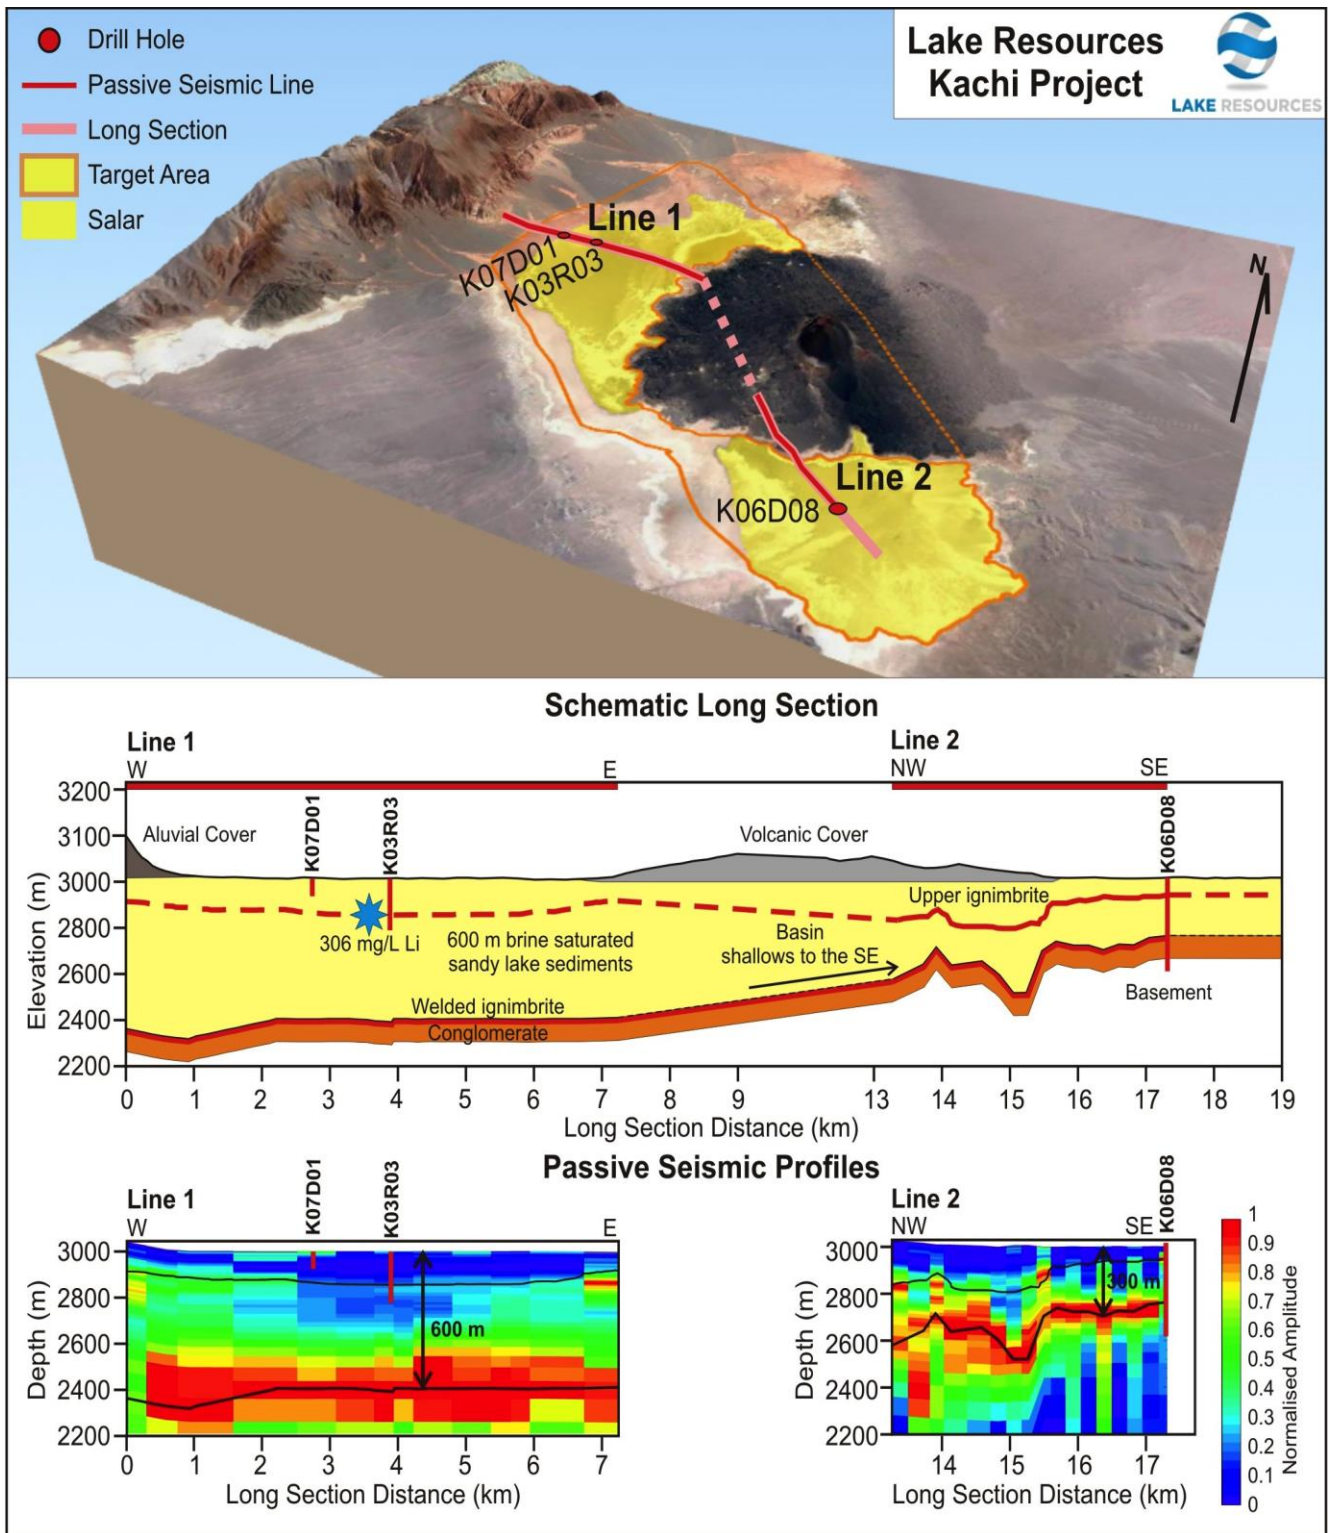 Drill Hole
Passive Seismic Line
Long Section
Target Area
Salar
Lake Resources
Kachi Project
LAKE RESOURCES
N
Line 1
K07D01
K03R03
Line 2
K06D08
Schematic Long Section
Line 1
W
E
Line 2
NW
SE
K07D01
K03R03
K06D08
Elevation (m)
3200
3100
3000
2800
2600
2400
2200
Aluvial Cover
Volcanic Cover
Upper ignimbrite
306 mg/L Li
600 m brine saturated
sandy lake sediments
Basin
shallows to the SE
Welded ignimbrite
Conglomerate
Basement
0 1 2 3 4 5 6 7 9 13 14 15 16 17 18 19
Long Section Distance (km)
Passive Seismic Profiles
Line 1
W
E
K07D01
K03R03
Depth (m)
3000
2800
2600
2400
2200
600 m
0 1 2 3 4 5 6 7
Long Section Distance (km)
Line 2
NW
SE
K06D08
Depth (m)
3000
2800
2600
2400
2200
300 m
14 15 16 17
Long Section Distance (km)
1
0.9
0.8
0.7
0.6
0.5
0.4
0.3
0.2
0.1
0
Normalised Amplitude